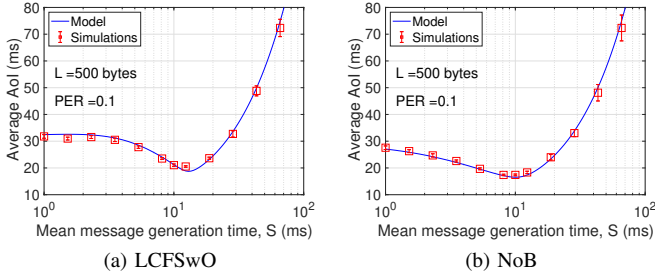 Average AoI (ms)
80
70
60
50
40
30
20
10
Model
Simulations
L =500 bytes
PER =0.1
10^0
10^1
10^2
Mean message generation time, S (ms)
(a) LCFSwO
Average AoI (ms)
80
70
60
50
40
30
20
10
Model
Simulations
L =500 bytes
PER =0.1
10^0
10^1
10^2
Mean message generation time, S (ms)
(b) NoB